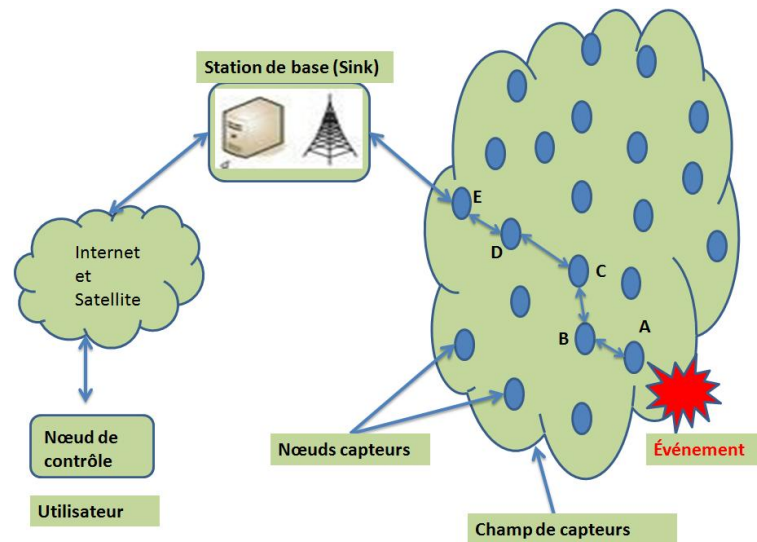 Station de base (Sink)
E
D
C
A
B
Internet
et
Satellite
Nœud de
contrôle
Utilisateur
Nœuds capteurs
Événement
Champ de capteurs